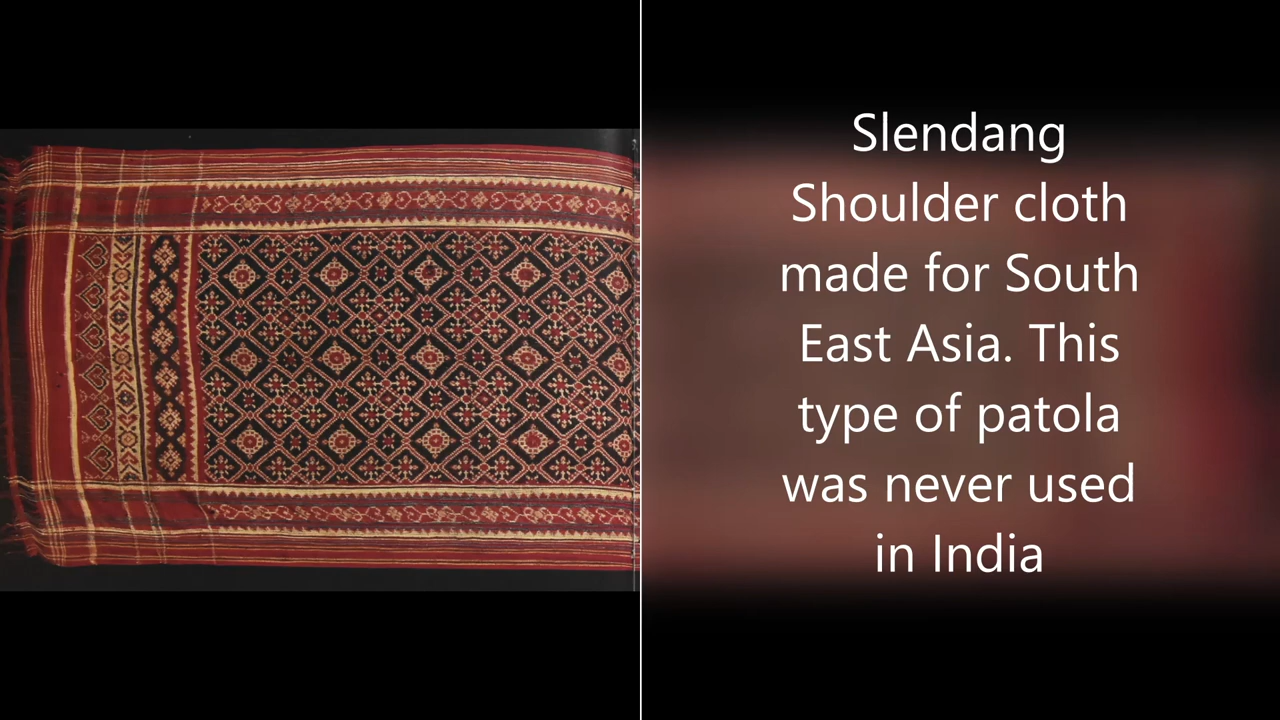 Slendang
Shoulder cloth
made for South
East Asia. This
type of patola
was never used
in India